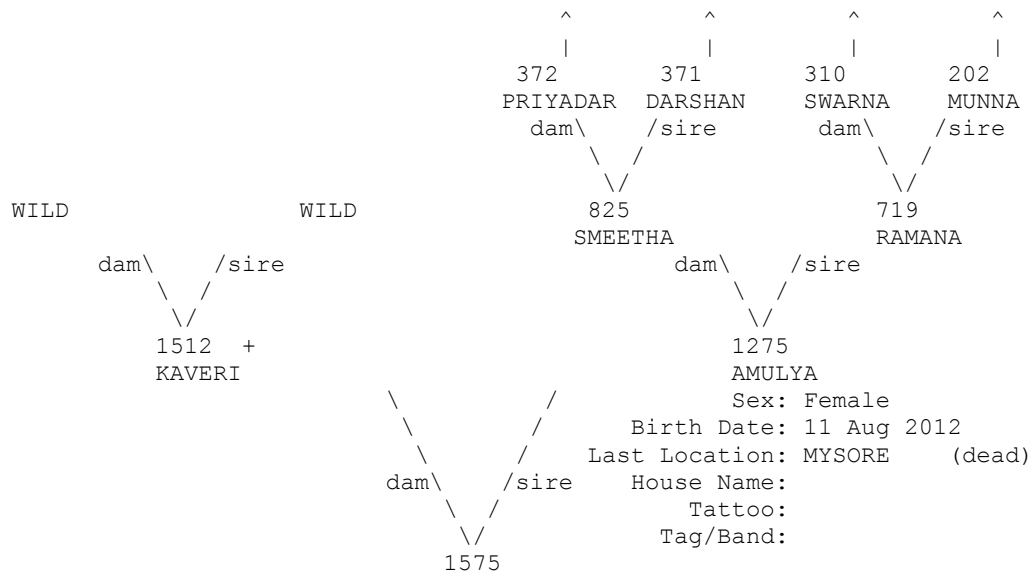 ^ ^ ^ ^
| | | |
372 371 310 202
PRIYADAR DARSHAN SWARNA MUNNA
dam\ /sire dam\ /sire
\ / \ /
\/ \/
WILD WILD 825 719
SMEETHA RAMANA
dam\ /sire dam\ /sire
\ / \ /
\/ \/
1512 + 1275
KAVERI AMULYA
\ / Sex: Female
\ / Birth Date: 11 Aug 2012
\ / Last Location: MYSORE (dead)
dam\ /sire House Name:
\ / Tattoo:
\/ Tag/Band:
1575